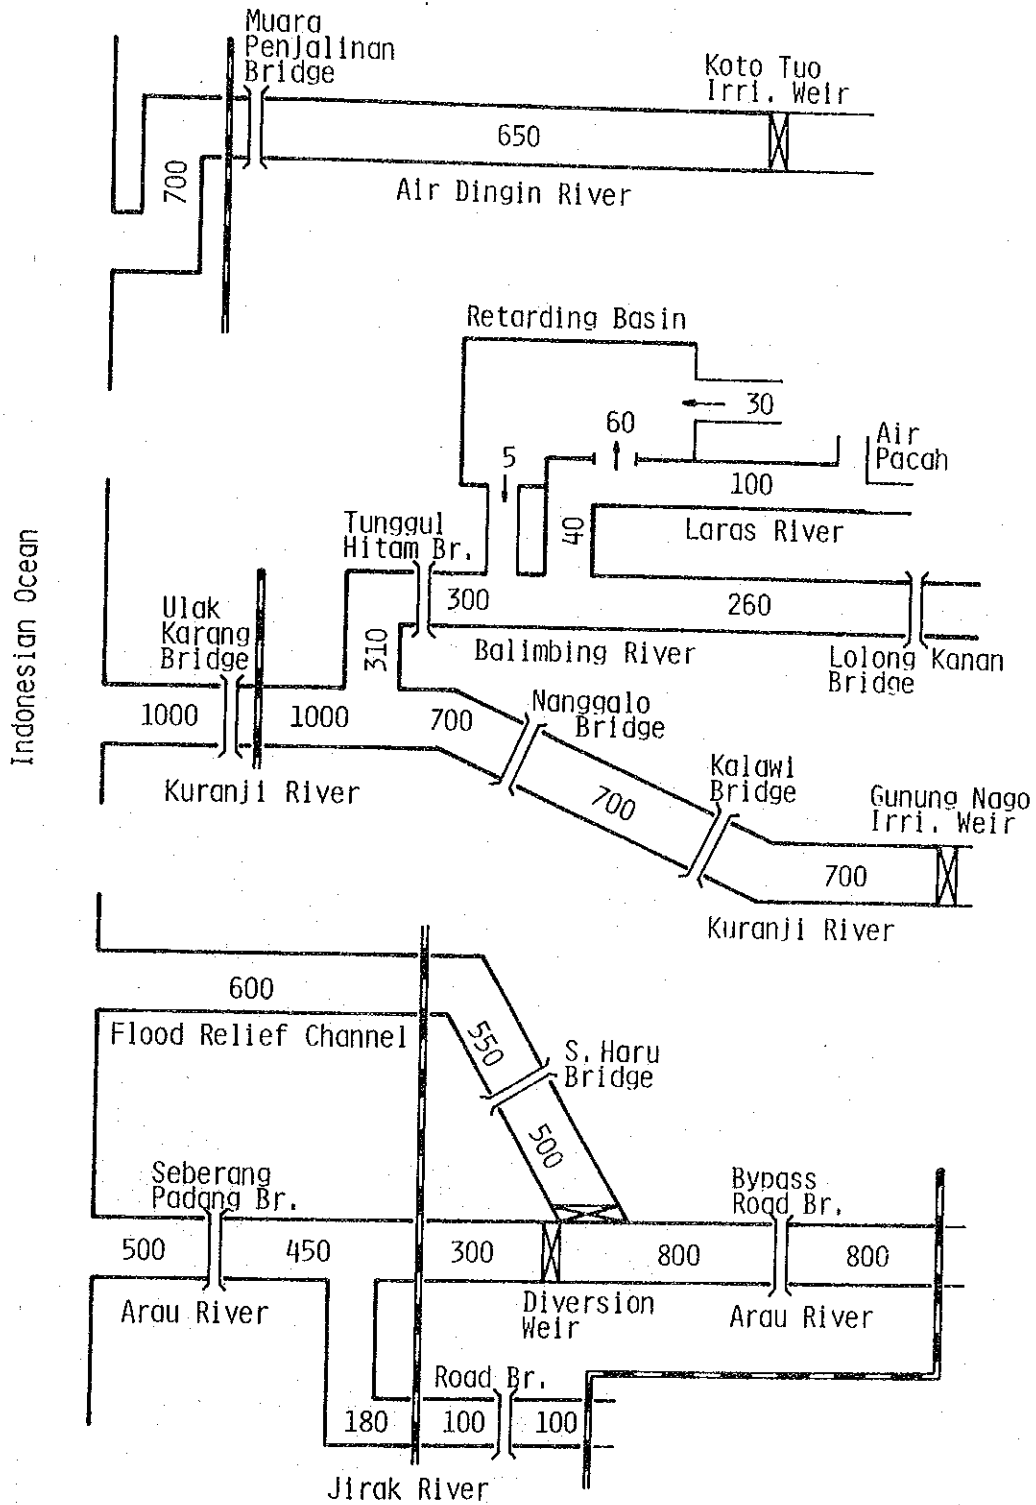 Muara
Penjalinan
Bridge
Koto Tuo
Irri. Weir
650
700
Air Dingin River
Retarding Basin
30
60
5
Air
Pacah
100
Laras River
40
Tunggul
Hitam Br.
300
260
Balimbing River
Lolong Kanan
Bridge
310
Indonesian Ocean
Ulak
Karang
Bridge
1000
1000
700
Nanggalo
Bridge
700
Kalawi
Bridge
Gunung Nago
Irri. Weir
700
Kuranji River
Kuranji River
600
Flood Relief Channel
550
S. Haru
Bridge
500
Seberang
Padang Br.
Bypass
Road Br.
500
450
300
800
800
Arau River
Diversion
Weir
Arau River
Road Br.
180
100
100
Jirak River